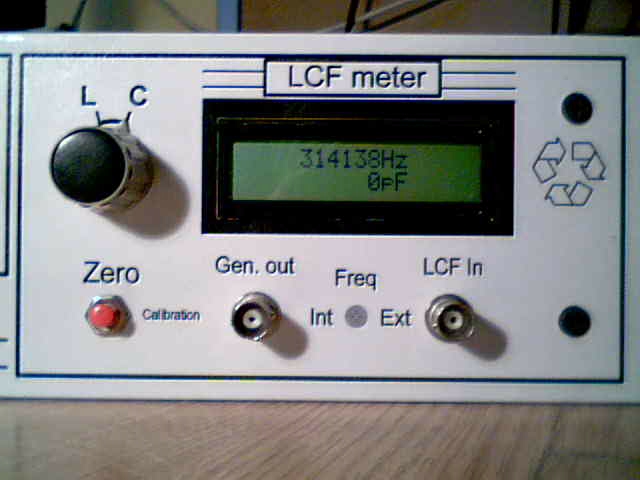 LCF meter
L C
314138Hz
0pF
Zero
Calibration
Gen. out
Freq
Int Ext
LCF In